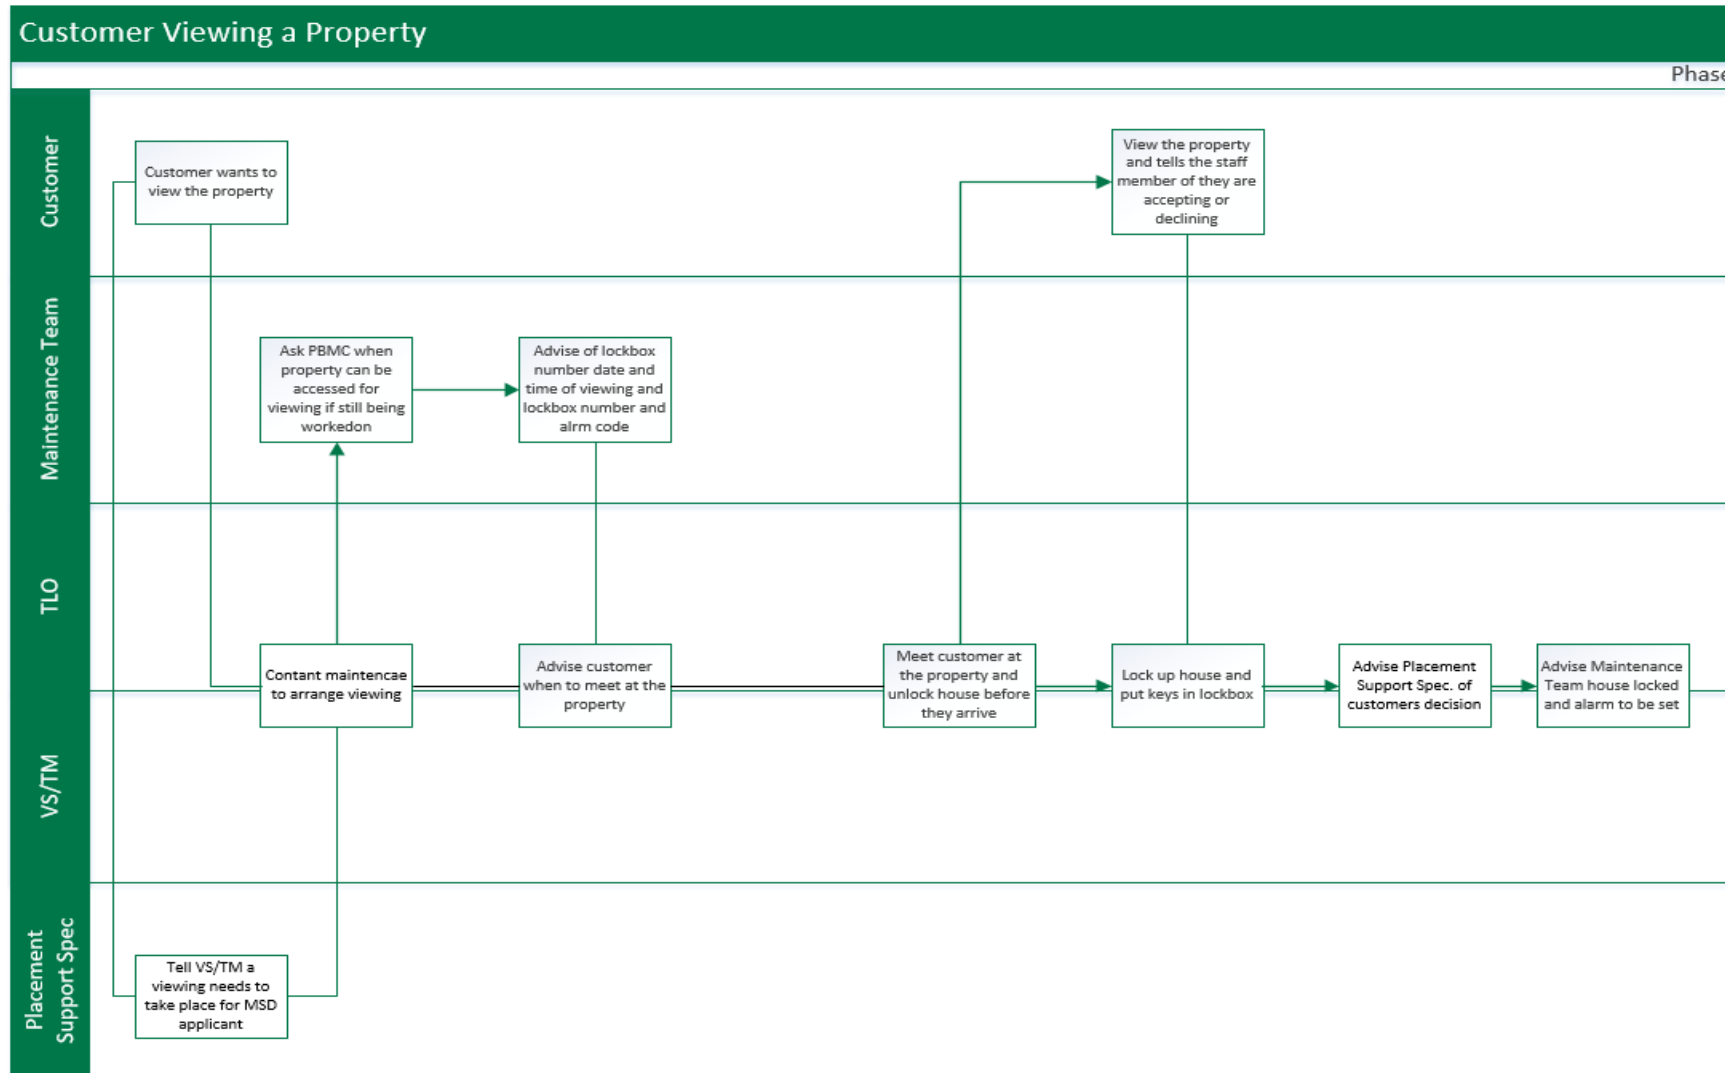 Customer Viewing a Property
Phase
Customer
Customer wants to
view the property
View the property
and tells the staff
member of they are
accepting or
declining
Maintenance Team
Ask PBMC when
property can be
accessed for
viewing if still being
workedon
Advise of lockbox
number date and
time of viewing and
lockbox number and
alrm code
TLO
Contant maintencae
to arrange viewing
Advise customer
when to meet at the
property
Meet customer at
the property and
unlock house before
they arrive
Lock up house and
put keys in lockbox
Advise Placement
Support Spec. of
customers decision
Advise Maintenance
Team house locked
and alarm to be set
VS/TM
Placement
Support Spec
Tell VS/TM a
viewing needs to
take place for MSD
applicant